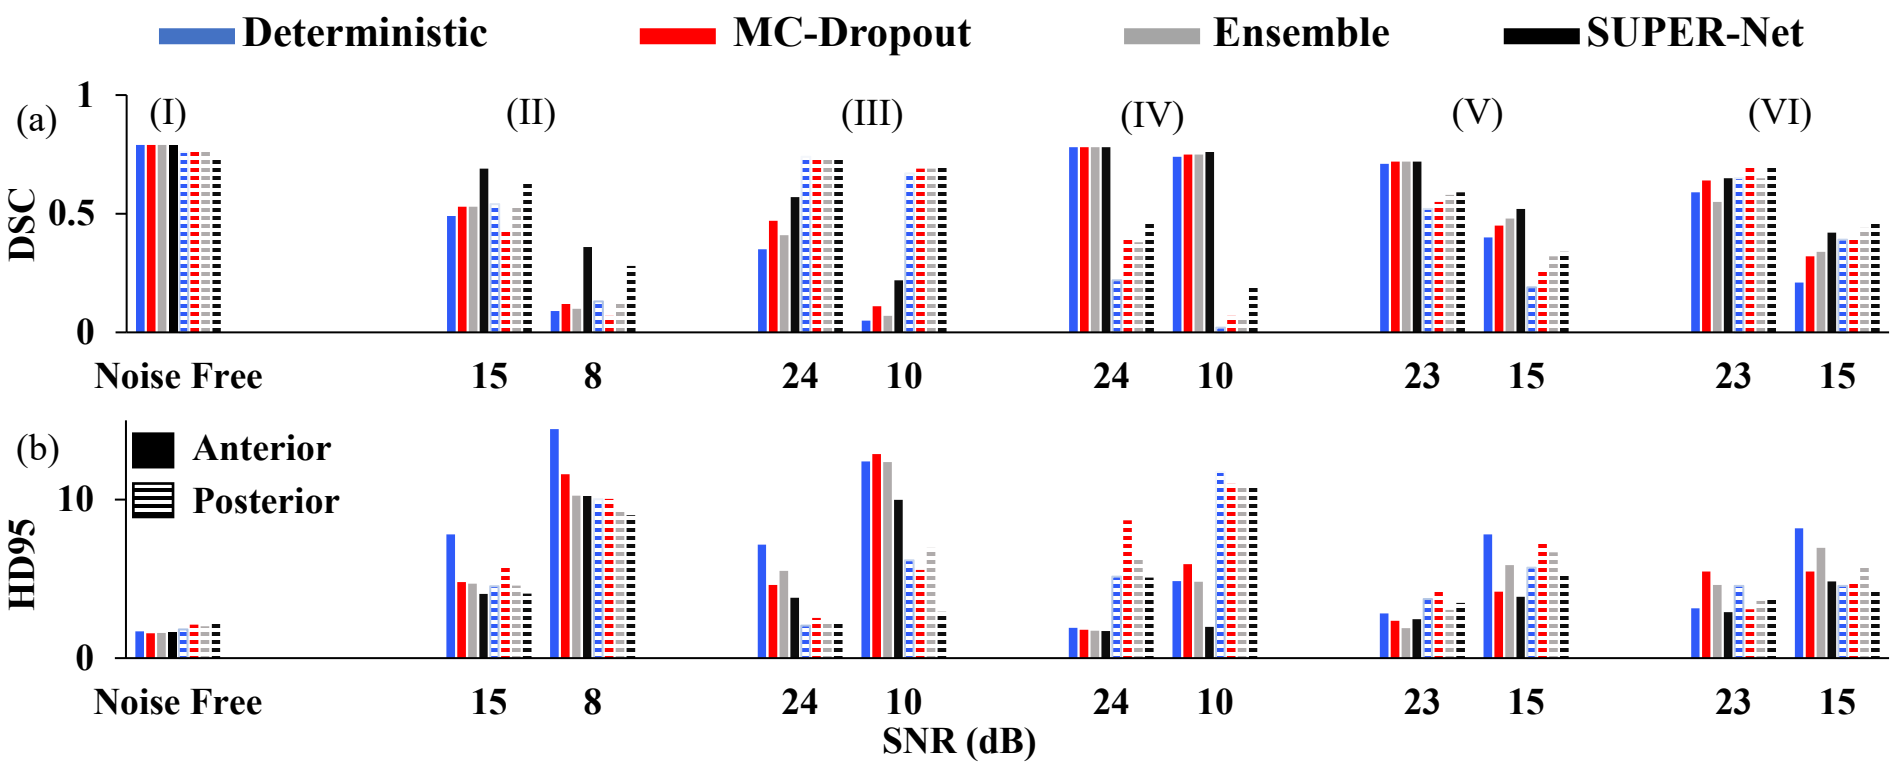 Deterministic MC-Dropout Ensemble SUPER-Net
(a) 1 (I) (II) (III) (IV) (V) (VI)
DSC
0.5
0
Noise Free 15 8 24 10 24 10 23 15 23 15
(b) Anterior
Posterior
HD95
10
0
Noise Free 15 8 24 10 24 10 23 15 23 15
SNR (dB)